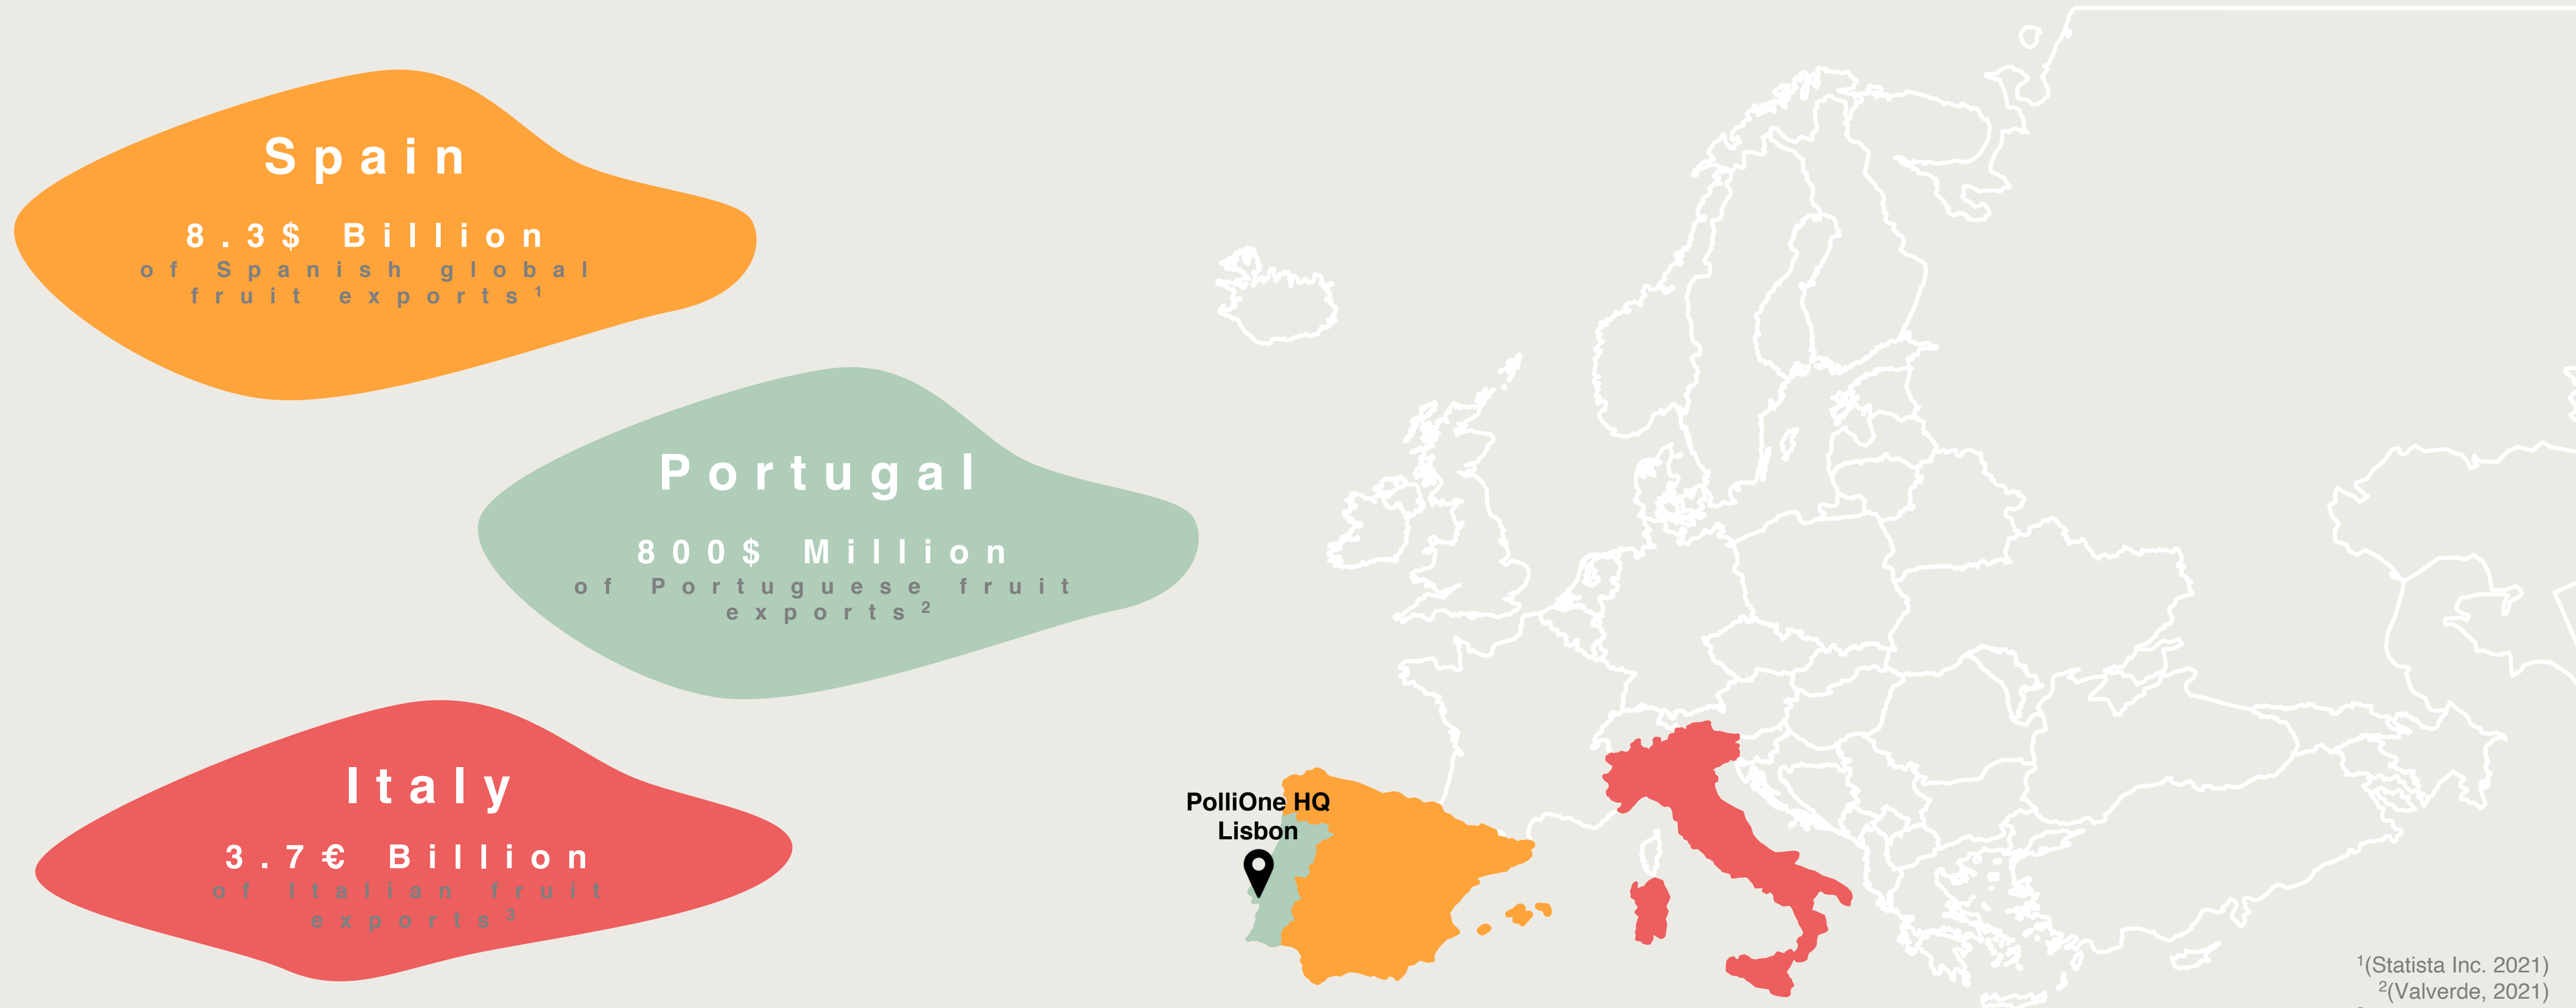 Spain
8.3$ Billion
of Spanish global
fruit exports¹
Portugal
800$ Million
of Portuguese fruit
exports²
Italy
3.7€ Billion
of Italian fruit
exports³
PolliOne HQ
Lisbon
¹(Statista Inc. 2021)
²(Valverde, 2021)